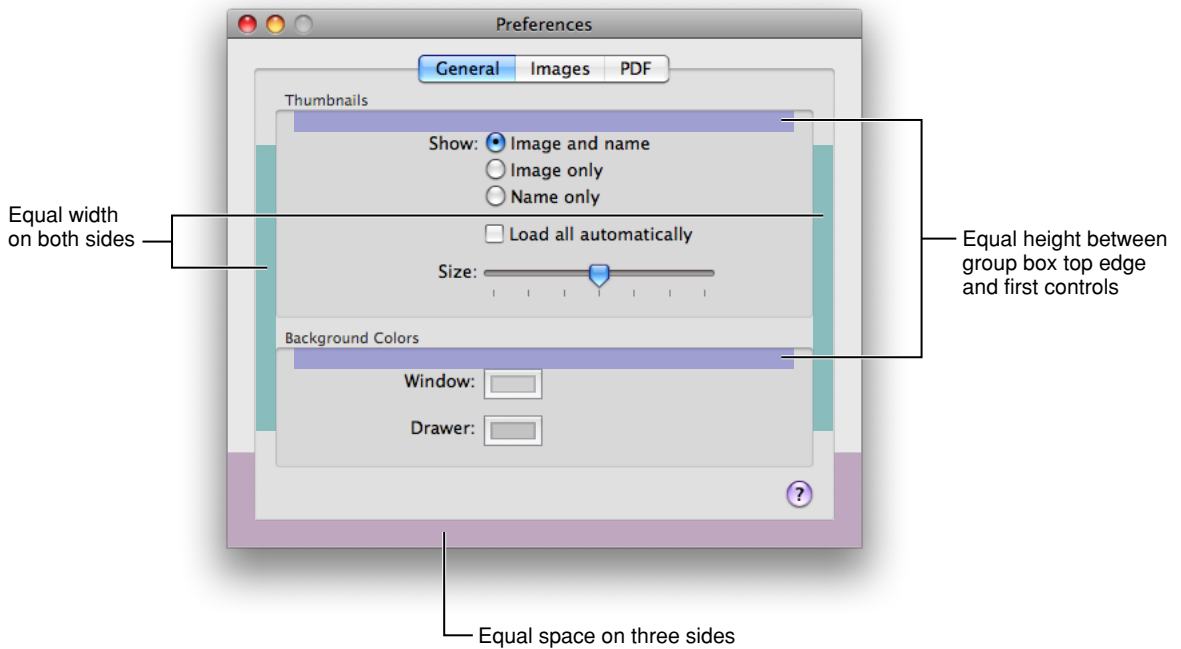 Preferences
General Images PDF
Thumbnails
Show: Image and name
Image only
Name only
Load all automatically
Size:
Background Colors
Window:
Drawer:
?
Equal width
on both sides
Equal height between
group box top edge
and first controls
Equal space on three sides